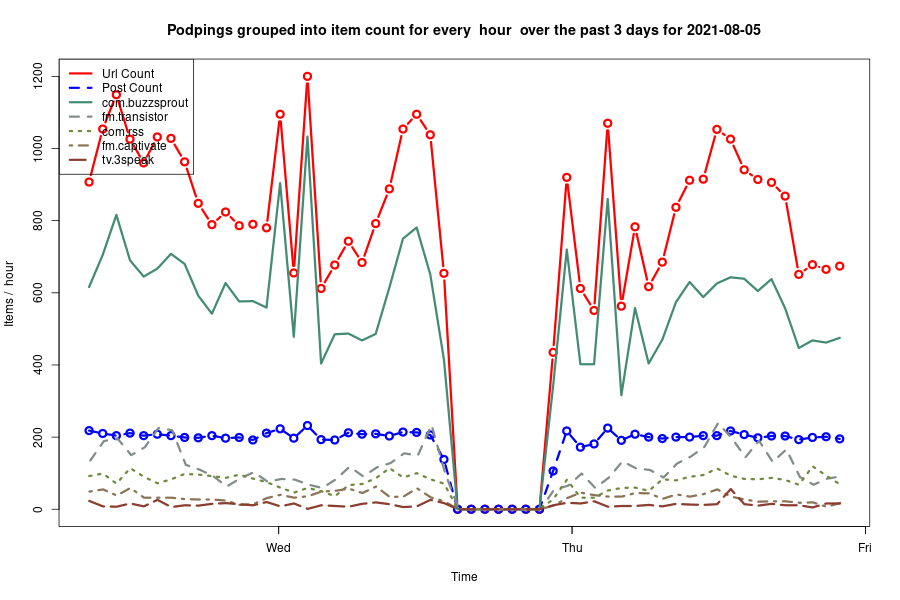 Podpings grouped into item count for every  hour  over the past 3 days for 2021-08-05
Url Count
Post Count
com.buzzsprout
fm.transistor
com.rss
fm.captivate
tv.3speak
1200
1000
800
600
400
200
0
Items / hour
Wed
Thu
Fri
Time